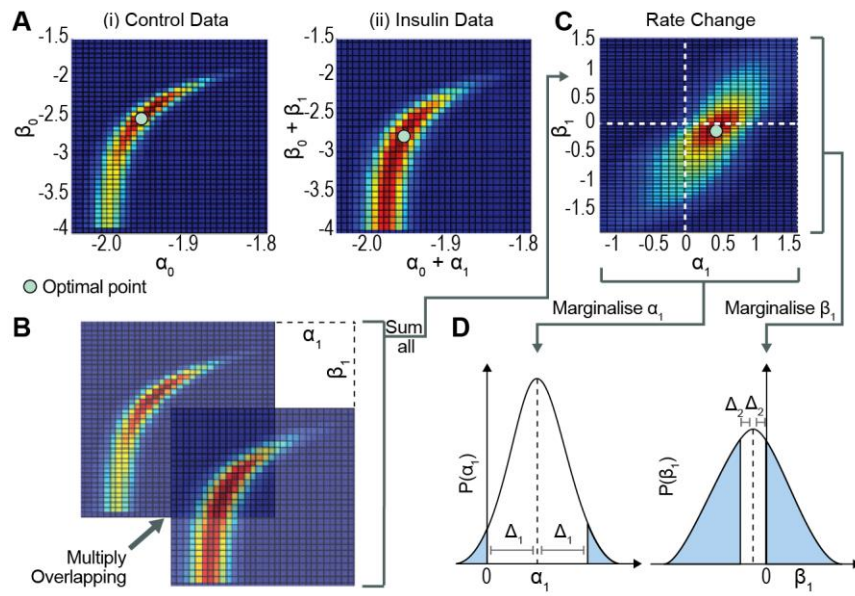 A
(i) Control Data
-1.5
-2
-2.5
-3
-3.5
-4
β₀
-2.0
-1.9
-1.8
α₀
Optimal point
(ii) Insulin Data
-1.5
-2
-2.5
-3
-3.5
-4
β₀ + β₁
-2.0
-1.9
-1.8
α₀ + α₁
C
Rate Change
1.5
1
0.5
0
-0.5
-1
-1.5
β₁
-1
-0.5
0
0.5
1
1.5
α₁
B
α₁
β₁
Sum
all
Multiply
Overlapping
D
Marginalise α₁
Marginalise β₁
P(α₁)
Δ₁
Δ₁
0
α₁
P(β₁)
Δ₂
Δ₂
0
β₁